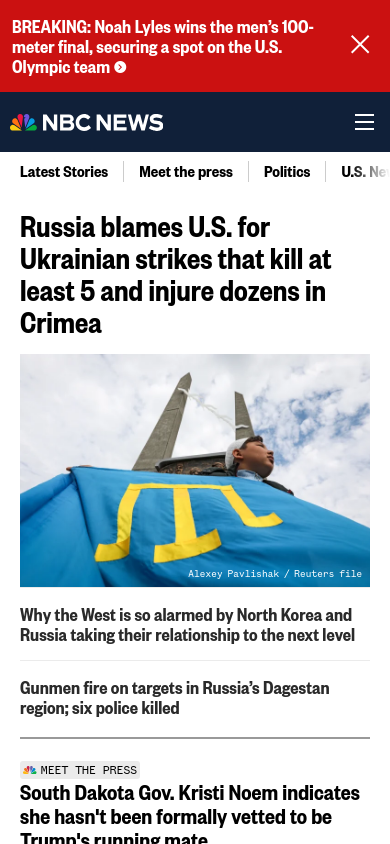 BREAKING: Noah Lyles wins the men’s 100-
meter final, securing a spot on the U.S.
Olympic team
NBC NEWS
Latest Stories
Meet the press
Politics
U.S.
Russia blames U.S. for
Ukrainian strikes that kill at
least 5 and injure dozens in
Crimea
Alexey Pavlishak / Reuters file
Why the West is so alarmed by North Korea and
Russia taking their relationship to the next level
Gunmen fire on targets in Russia’s Dagestan
region; six police killed
MEET THE PRESS
South Dakota Gov. Kristi Noem indicates
she hasn't been formally vetted to be
Trump's running mate